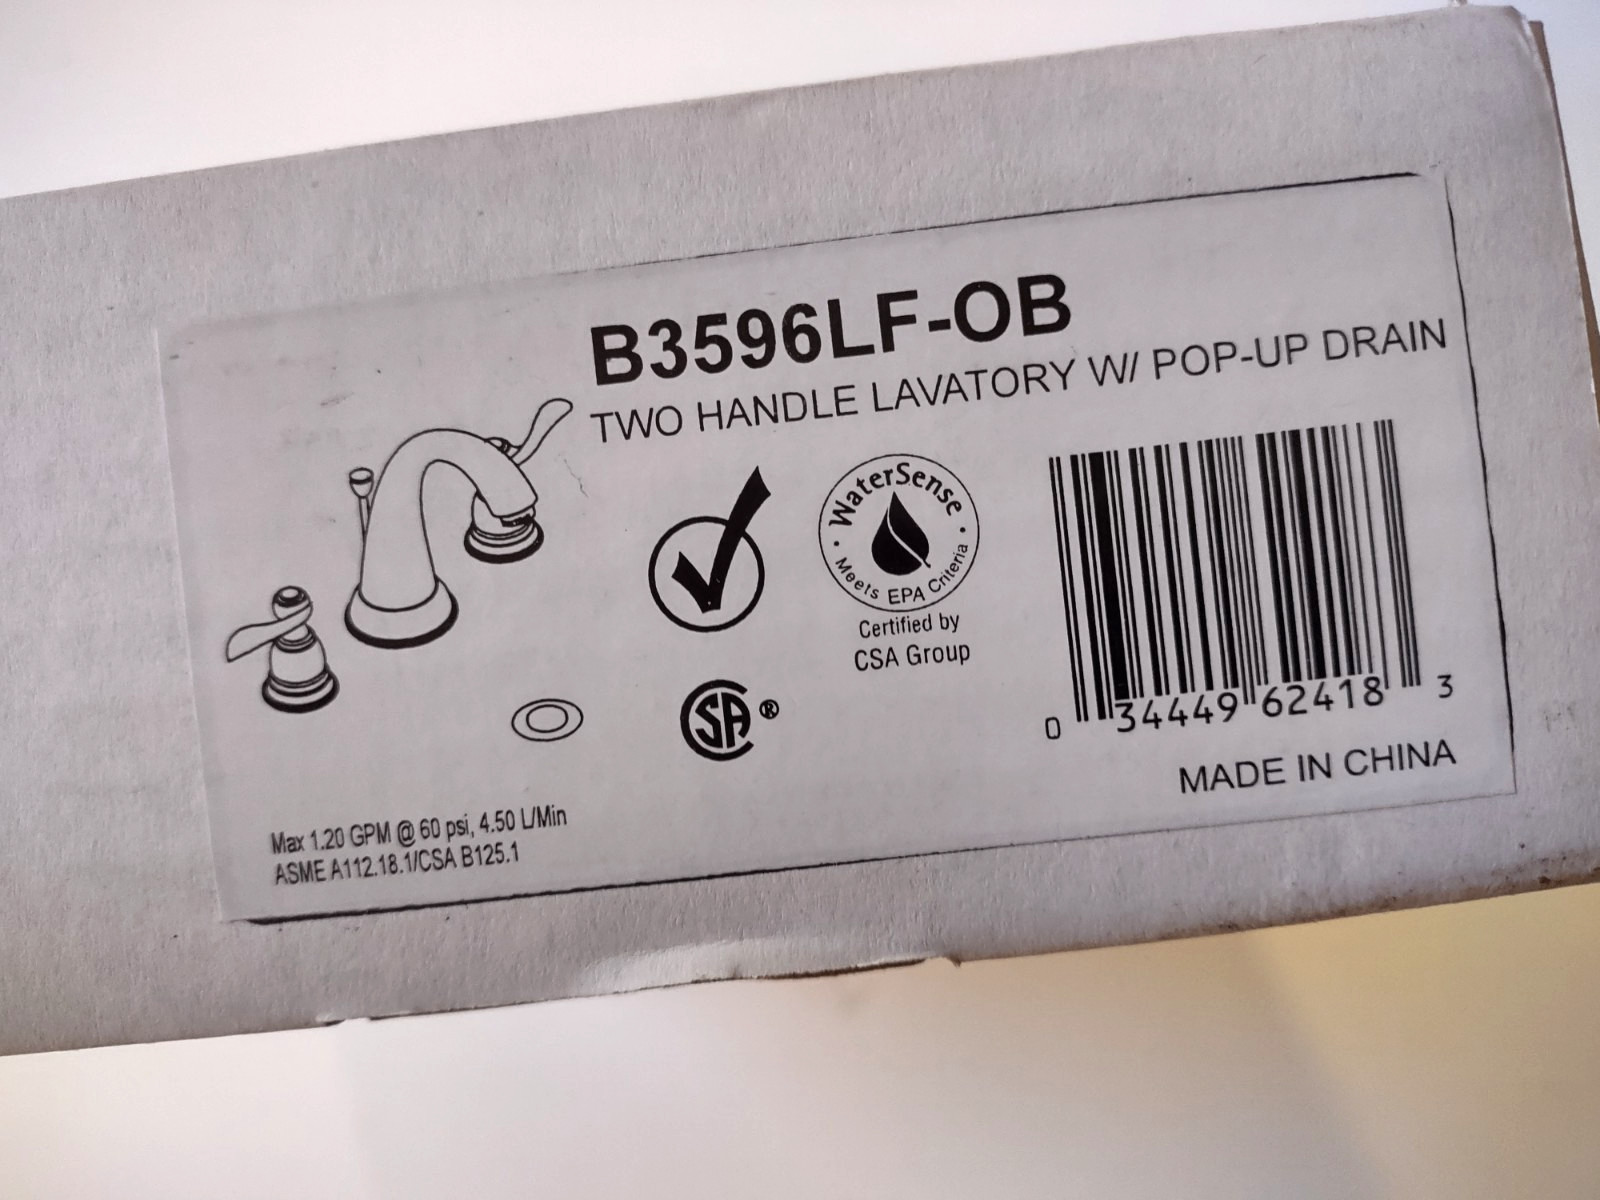 B3596LF-OB
TWO HANDLE LAVATORY W/ POP-UP DRAIN
WaterSense
Meets EPA Criteria
Certified by
CSA Group
SA ®
0 34449 62418 3
MADE IN CHINA
Max 1.20 GPM @ 60 psi, 4.50 L/Min
ASME A112.18.1/CSA B125.1